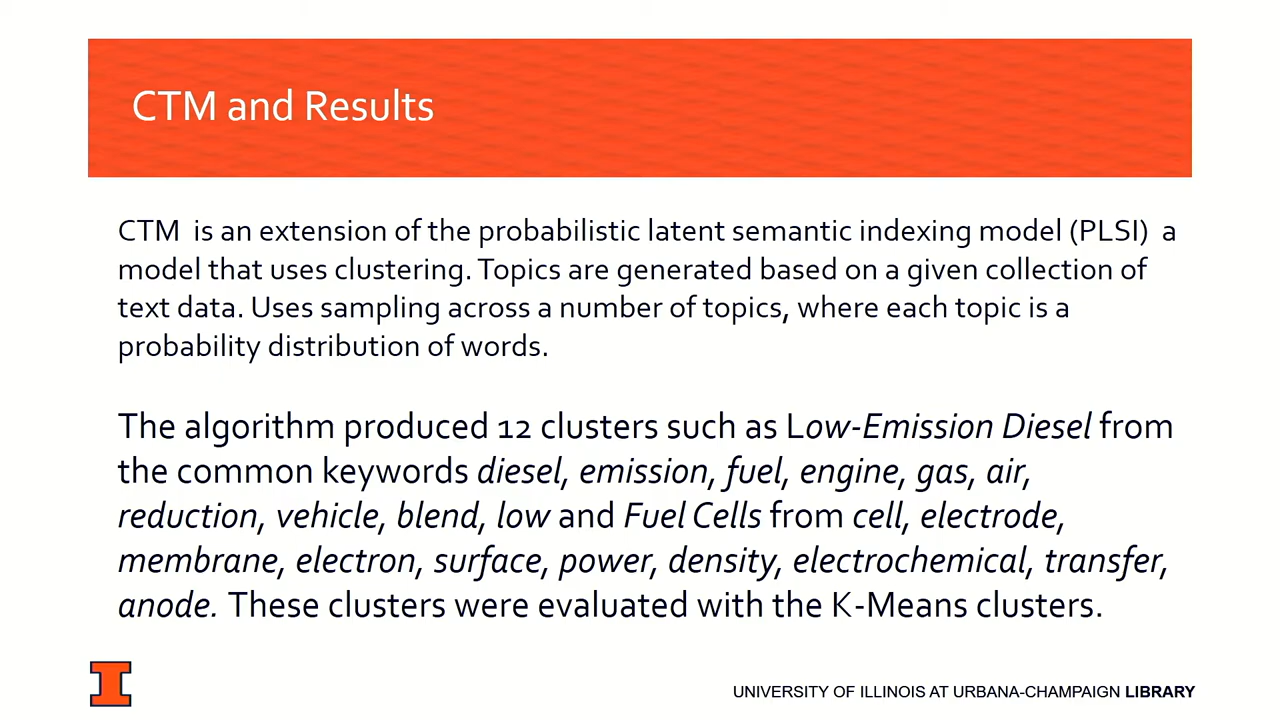 CTM and Results
CTM is an extension of the probabilistic latent semantic indexing model (PLSI) a
model that uses clustering. Topics are generated based on a given collection of
text data. Uses sampling across a number of topics, where each topic is a
probability distribution of words.
The algorithm produced 12 clusters such as Low-Emission Diesel from
the common keywords diesel, emission, fuel, engine, gas, air,
reduction, vehicle, blend, low and Fuel Cells from cell, electrode,
membrane, electron, surface, power, density, electrochemical, transfer,
anode. These clusters were evaluated with the K-Means clusters.
I
UNIVERSITY OF ILLINOIS AT URBANA-CHAMPAIGN LIBRARY